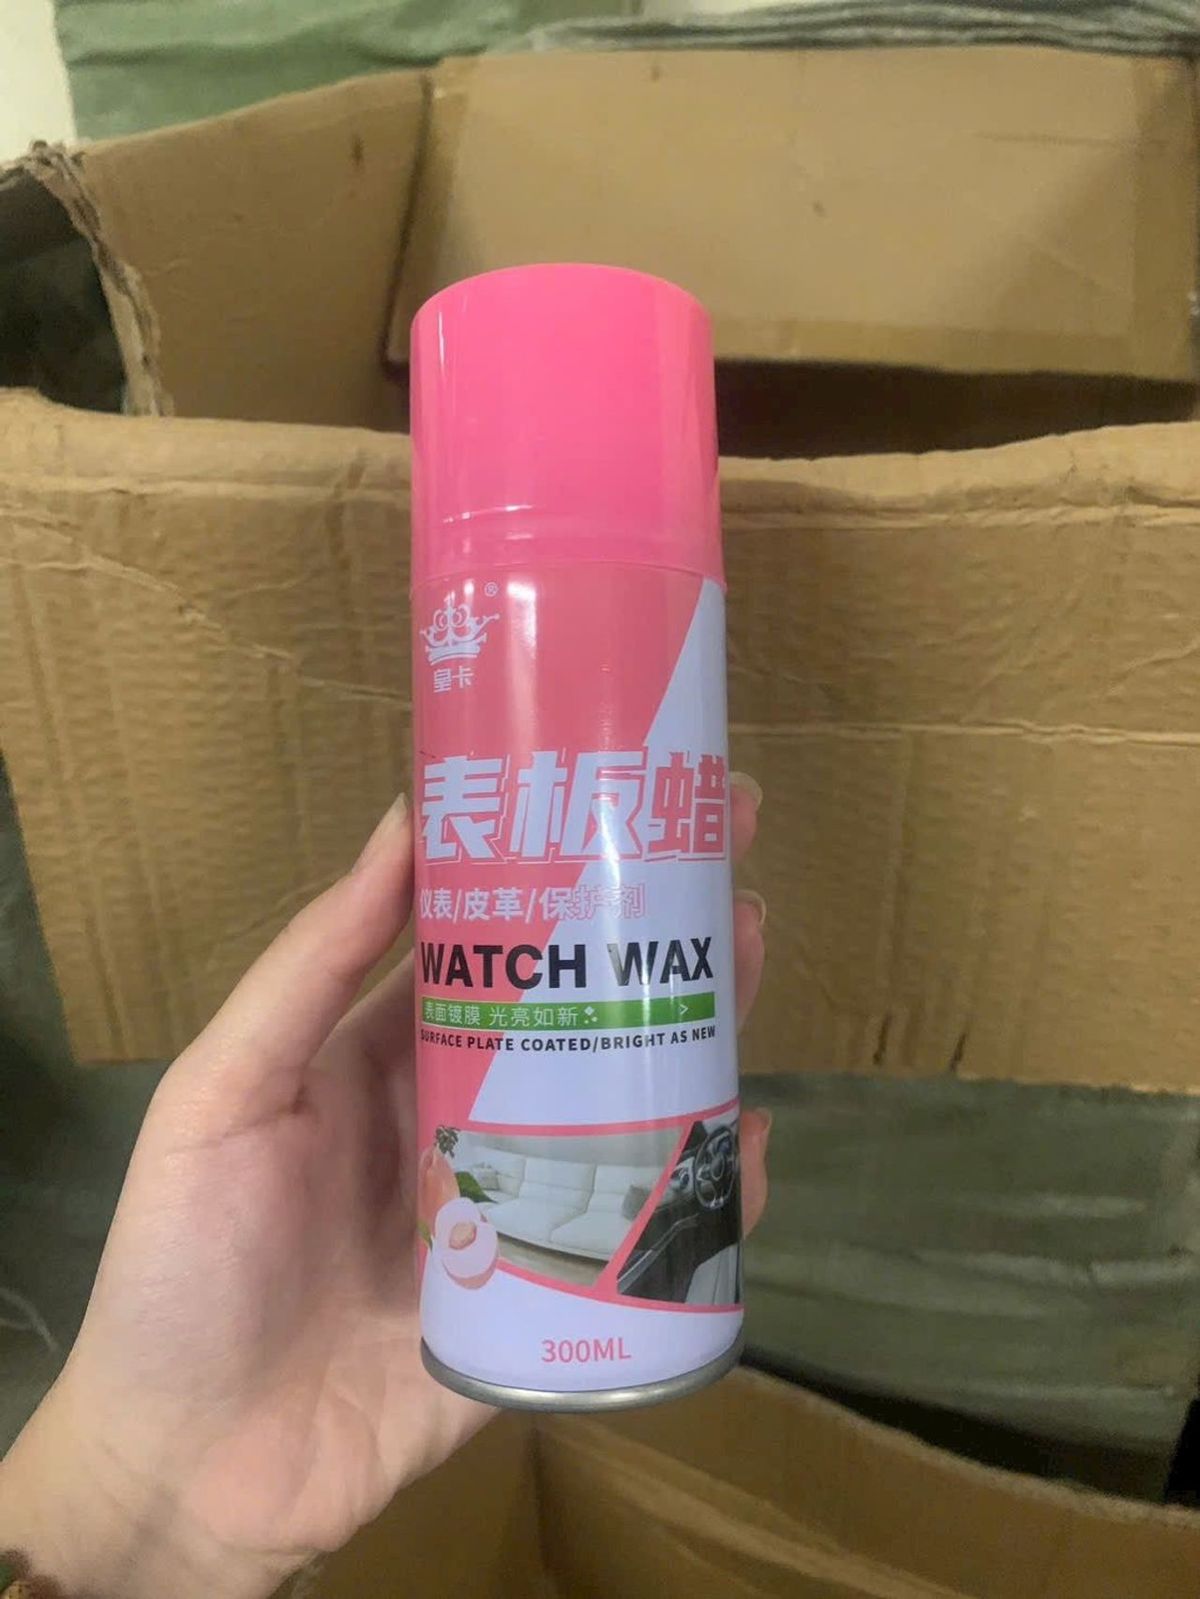 ®
皇卡
表板蜡
仪表/皮革/保护剂
WATCH WAX
表面镀膜 光亮如新
SURFACE PLATE COATED/BRIGHT AS NEW
300ML